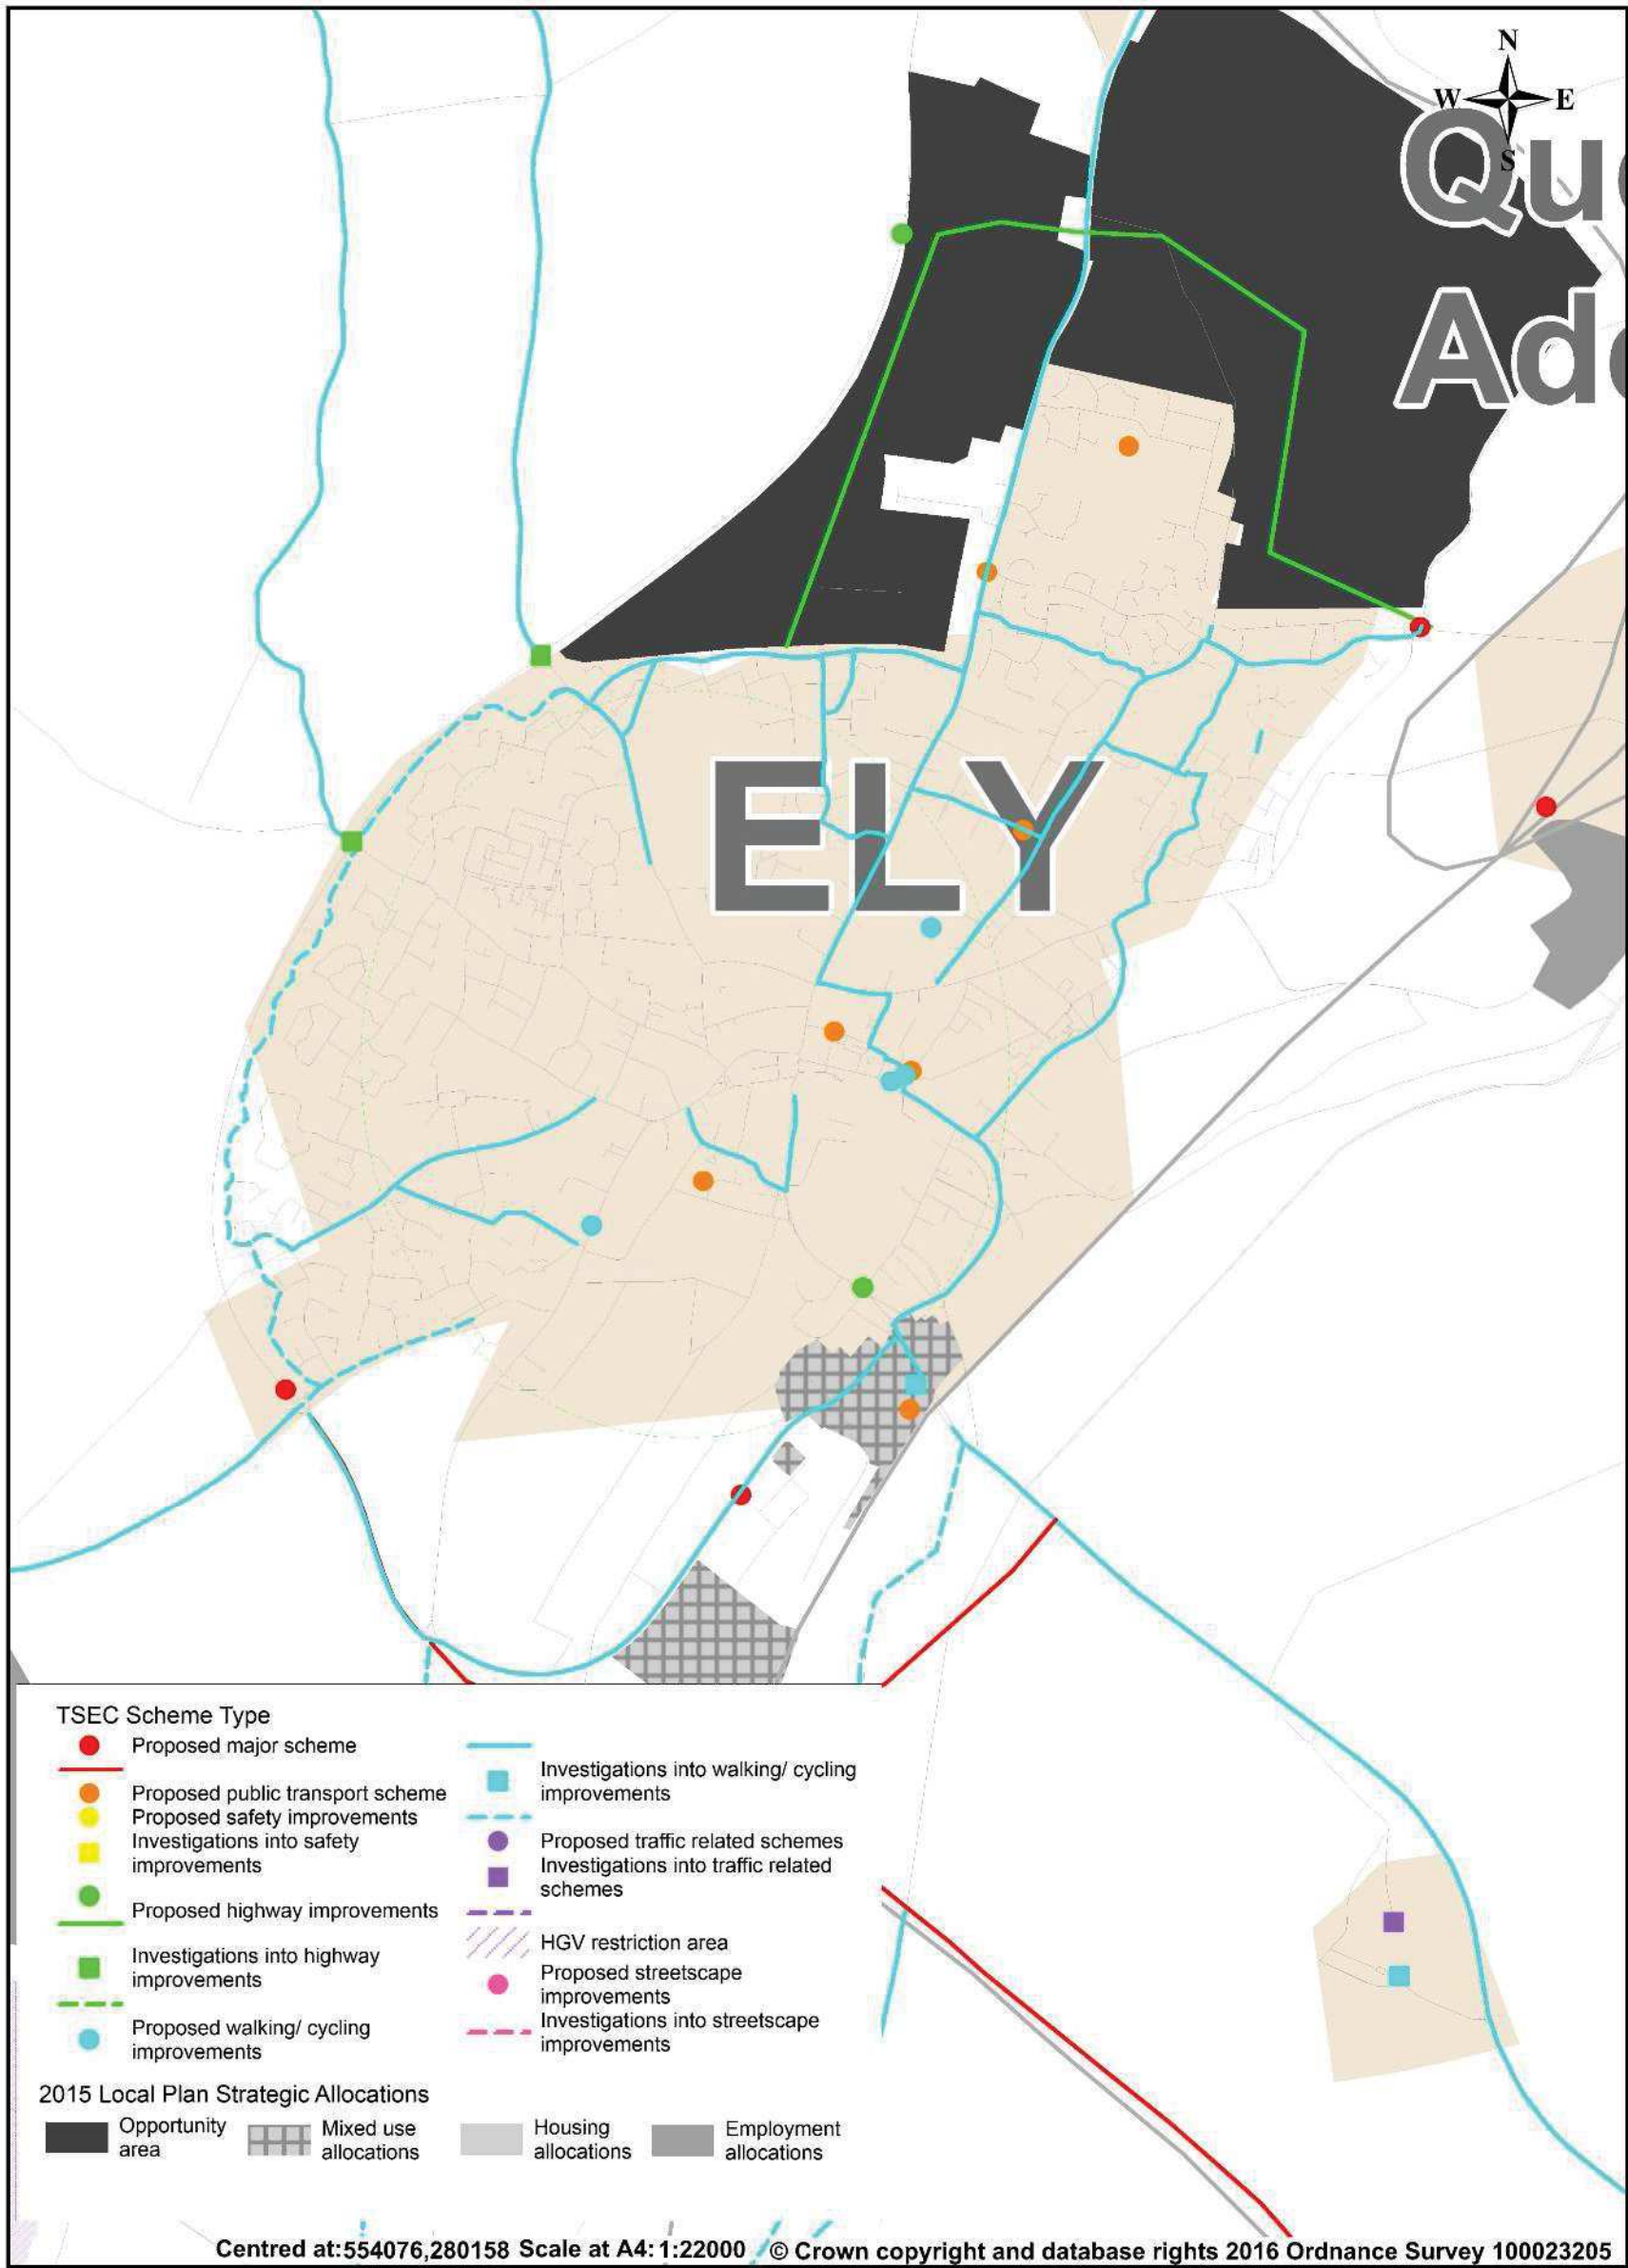 N
W E
S
Qu
Ad
ELY
TSEC Scheme Type
Proposed major scheme
Proposed public transport scheme
Proposed safety improvements
Investigations into safety
improvements
Proposed highway improvements
Investigations into highway
improvements
Proposed walking/ cycling
improvements
Investigations into walking/ cycling
improvements
Proposed traffic related schemes
Investigations into traffic related
schemes
HGV restriction area
Proposed streetscape
improvements
Investigations into streetscape
improvements
2015 Local Plan Strategic Allocations
Opportunity
area
Mixed use
allocations
Housing
allocations
Employment
allocations
Centred at:554076,280158 Scale at A4:1:22000 © Crown copyright and database rights 2016 Ordnance Survey 100023205